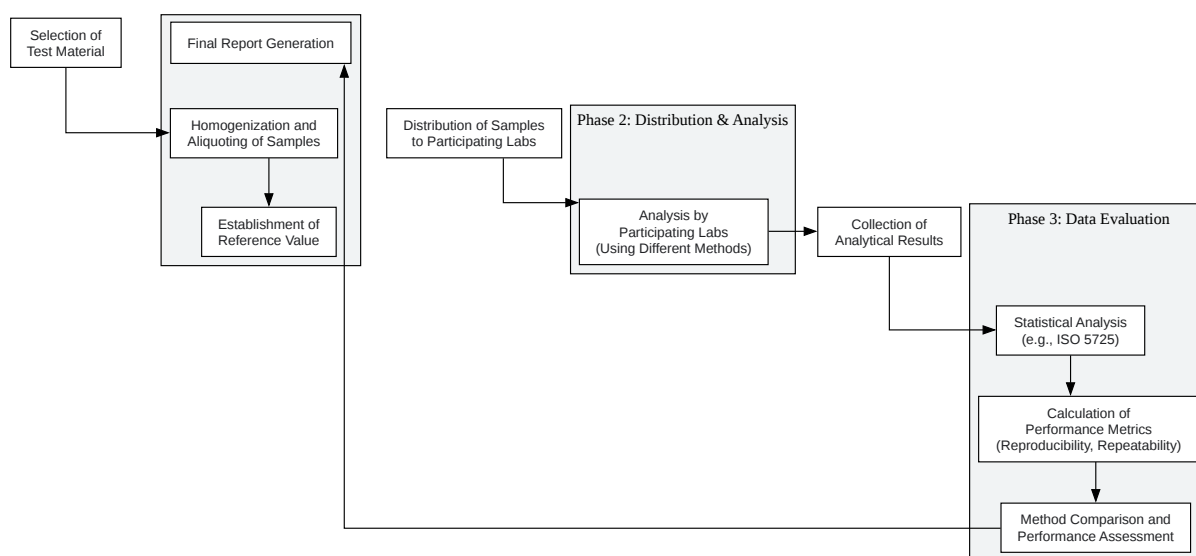 Selection of
Test Material
Final Report Generation
Homogenization and
Aliquoting of Samples
Establishment of
Reference Value
Distribution of Samples
to Participating Labs
Phase 2: Distribution & Analysis
Analysis by
Participating Labs
(Using Different Methods)
Collection of
Analytical Results
Phase 3: Data Evaluation
Statistical Analysis
(e.g., ISO 5725)
Calculation of
Performance Metrics
(Reproducibility, Repeatability)
Method Comparison and
Performance Assessment